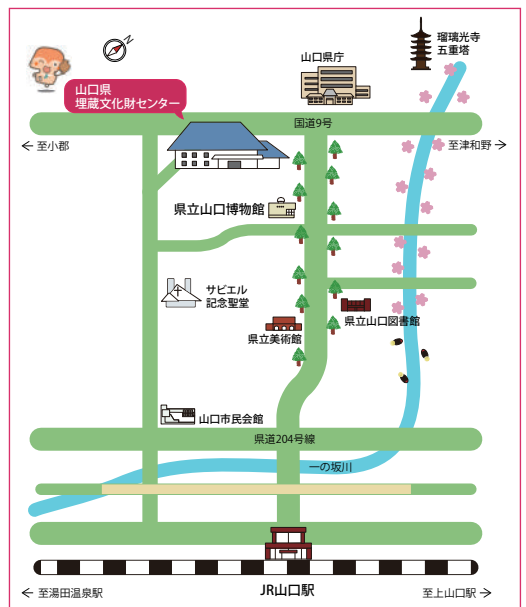 N
瑠璃光寺
五重塔
山口県庁
山口県
埋蔵文化財センター
国道9号
← 至小郡
至津和野 →
県立山口博物館
サビエル
記念聖堂
県立山口図書館
県立美術館
山口市民会館
県道204号線
一の坂川
JR山口駅
← 至湯田温泉駅
至上山口駅 →